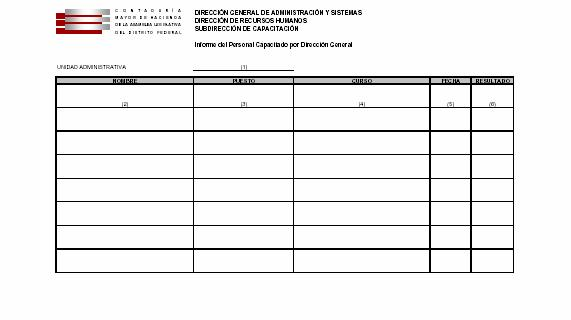 CONTADURÍA
MAYOR DE HACIENDA
DE LA ASAMBLEA LEGISLATIVA
DEL DISTRITO FEDERAL
DIRECCIÓN GENERAL DE ADMINISTRACIÓN Y SISTEMAS
DIRECCIÓN DE RECURSOS HUMANOS
SUBDIRECCIÓN DE CAPACITACIÓN
Informe del Personal Capacitado por Dirección General
UNIDAD ADMINISTRATIVA (1)
NOMBRE PUESTO CURSO FECHA RESULTADO
(2) (3) (4) (5) (6)